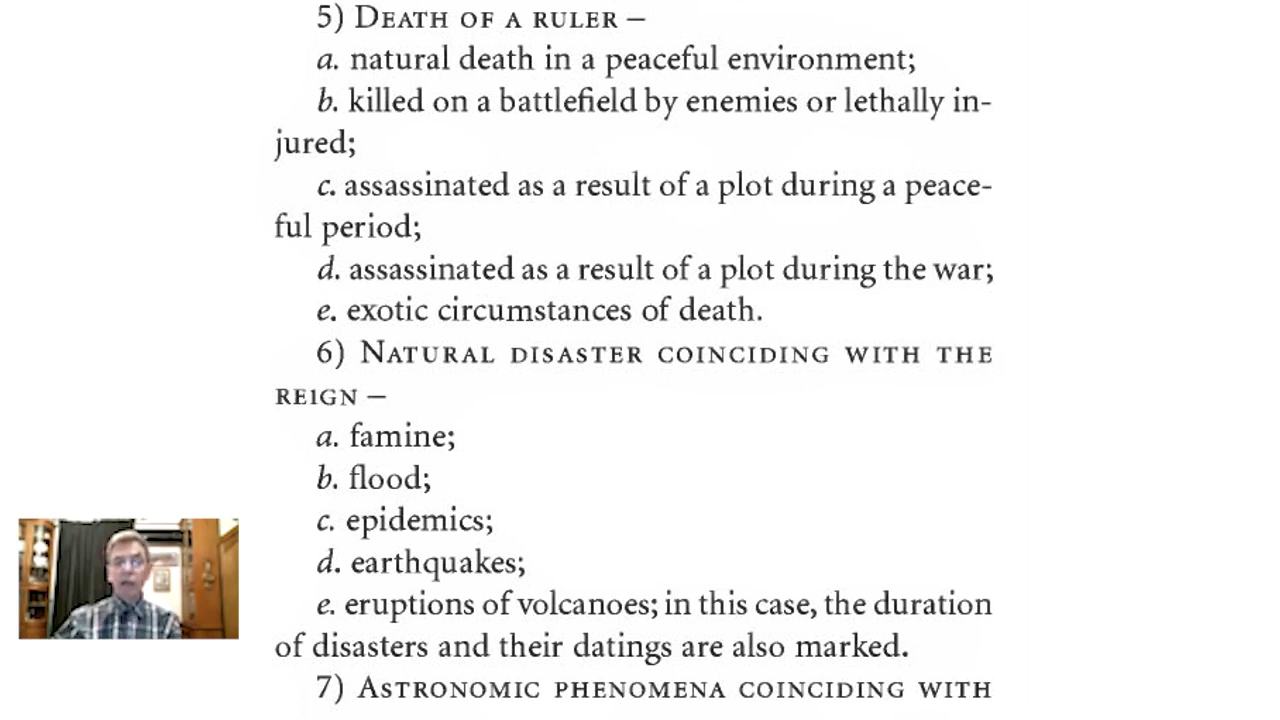 5) DEATH OF A RULER –
a. natural death in a peaceful environment;
b. killed on a battlefield by enemies or lethally in-
jured;
c. assassinated as a result of a plot during a peace-
ful period;
d. assassinated as a result of a plot during the war;
e. exotic circumstances of death.
6) NATURAL DISASTER COINCIDING WITH THE
REIGN –
a. famine;
b. flood;
c. epidemics;
d. earthquakes;
e. eruptions of volcanoes; in this case, the duration
of disasters and their datings are also marked.
7) ASTRONOMIC PHENOMENA COINCIDING WITH